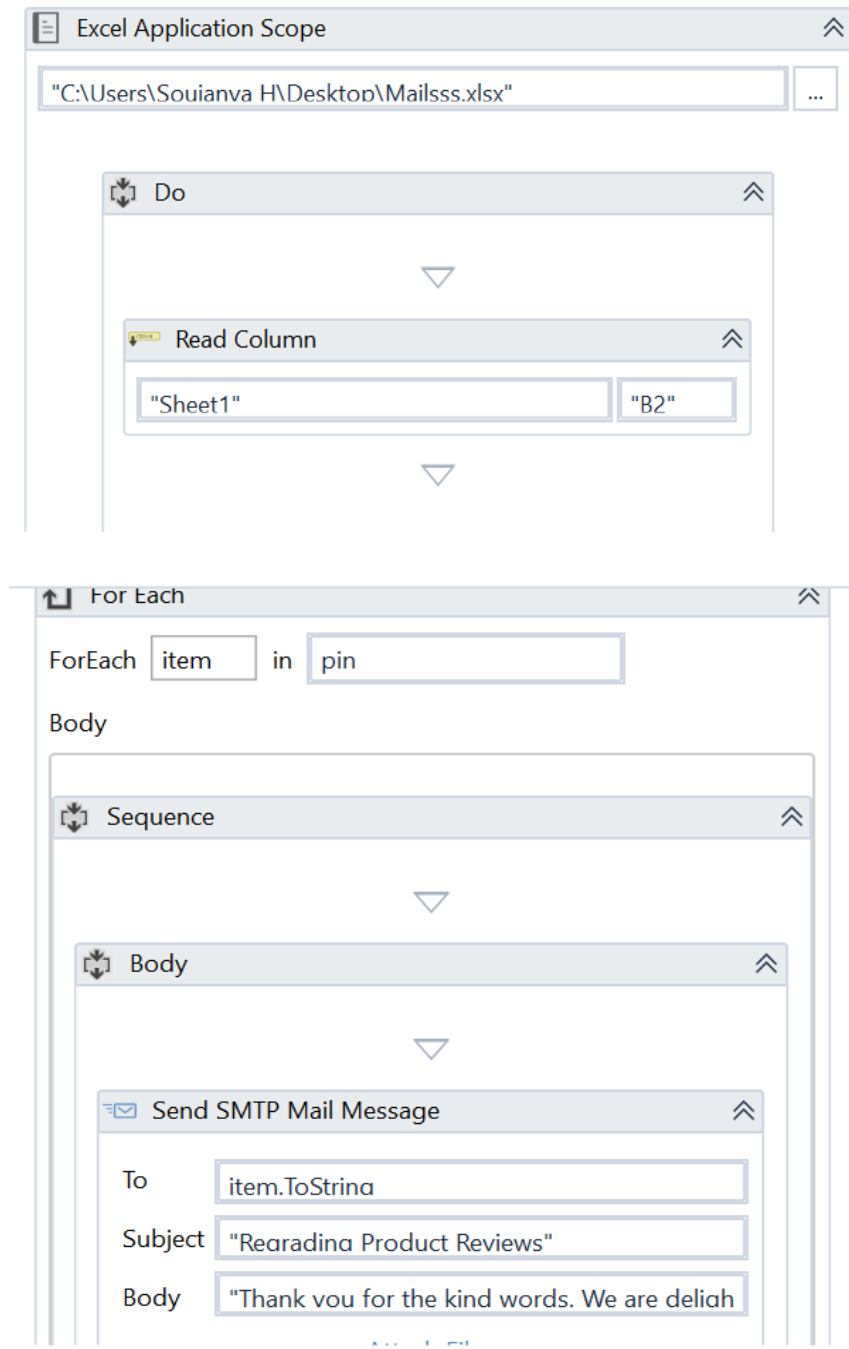 Excel Application Scope
"C:\Users\Soujanya H\Desktop\Mailsss.xlsx"
...
Do
Read Column
"Sheet1" "B2"
For Each
ForEach item in pin
Body
Sequence
Body
Send SMTP Mail Message
To item.ToString
Subject "Regrading Product Reviews"
Body "Thank you for the kind words. We are deligh